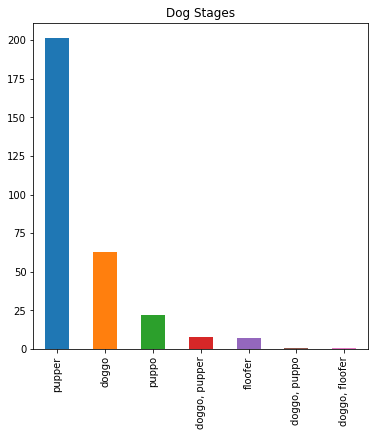 Dog Stages
200
175
150
125
100
75
50
25
0
pupper
doggo
puppo
doggo, pupper
floofer
doggo, puppo
doggo, floofer